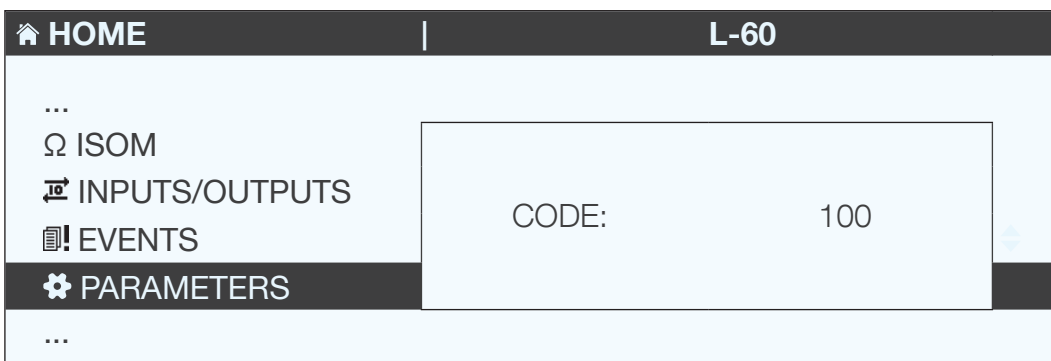 HOME | L-60
...
Ω ISOM
INPUTS/OUTPUTS
EVENTS
PARAMETERS
...
CODE: 100